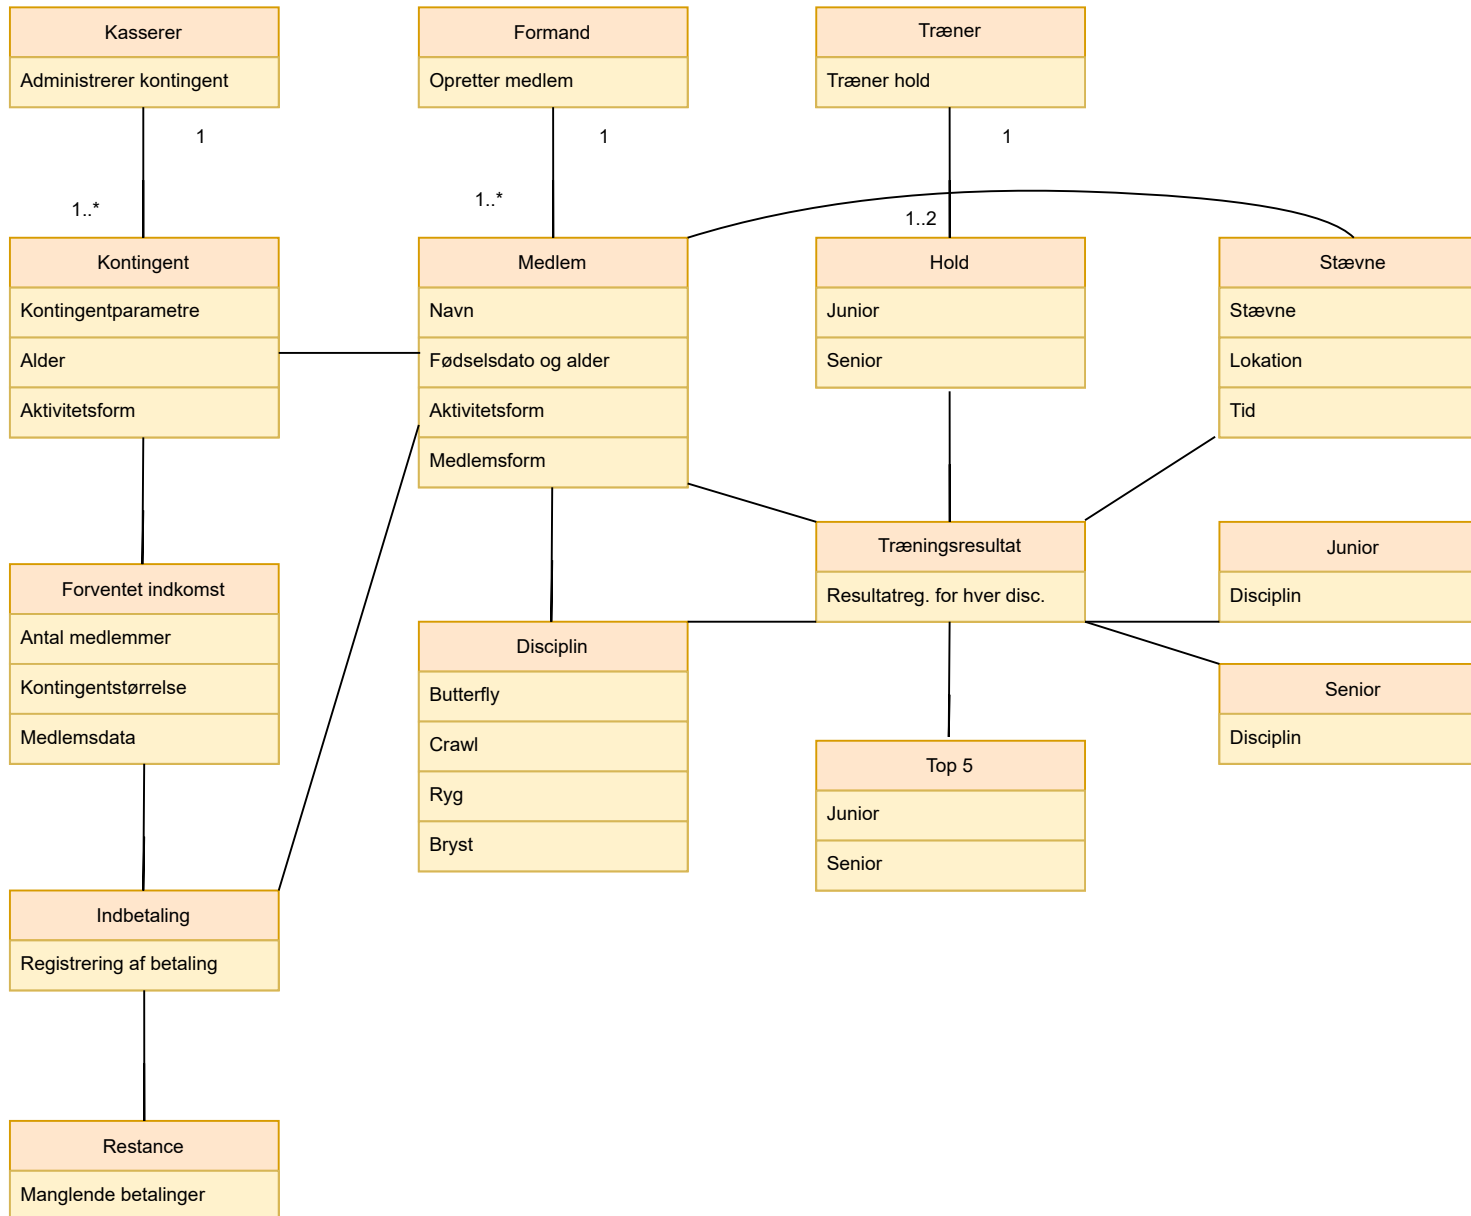 Kasserer
Administrerer kontingent
Formand
Opretter medlem
Træner
Træner hold
1
1..*
1
1..*
1
1..2
Kontingent
Kontingentparametre
Alder
Aktivitetsform
Medlem
Navn
Fødselsdato og alder
Aktivitetsform
Medlemsform
Hold
Junior
Senior
Stævne
Stævne
Lokation
Tid
Forventet indkomst
Antal medlemmer
Kontingentstørrelse
Medlemsdata
Disciplin
Butterfly
Crawl
Ryg
Bryst
Træningsresultat
Resultatreg. for hver disc.
Junior
Disciplin
Senior
Disciplin
Top 5
Junior
Senior
Indbetaling
Registrering af betaling
Restance
Manglende betalinger